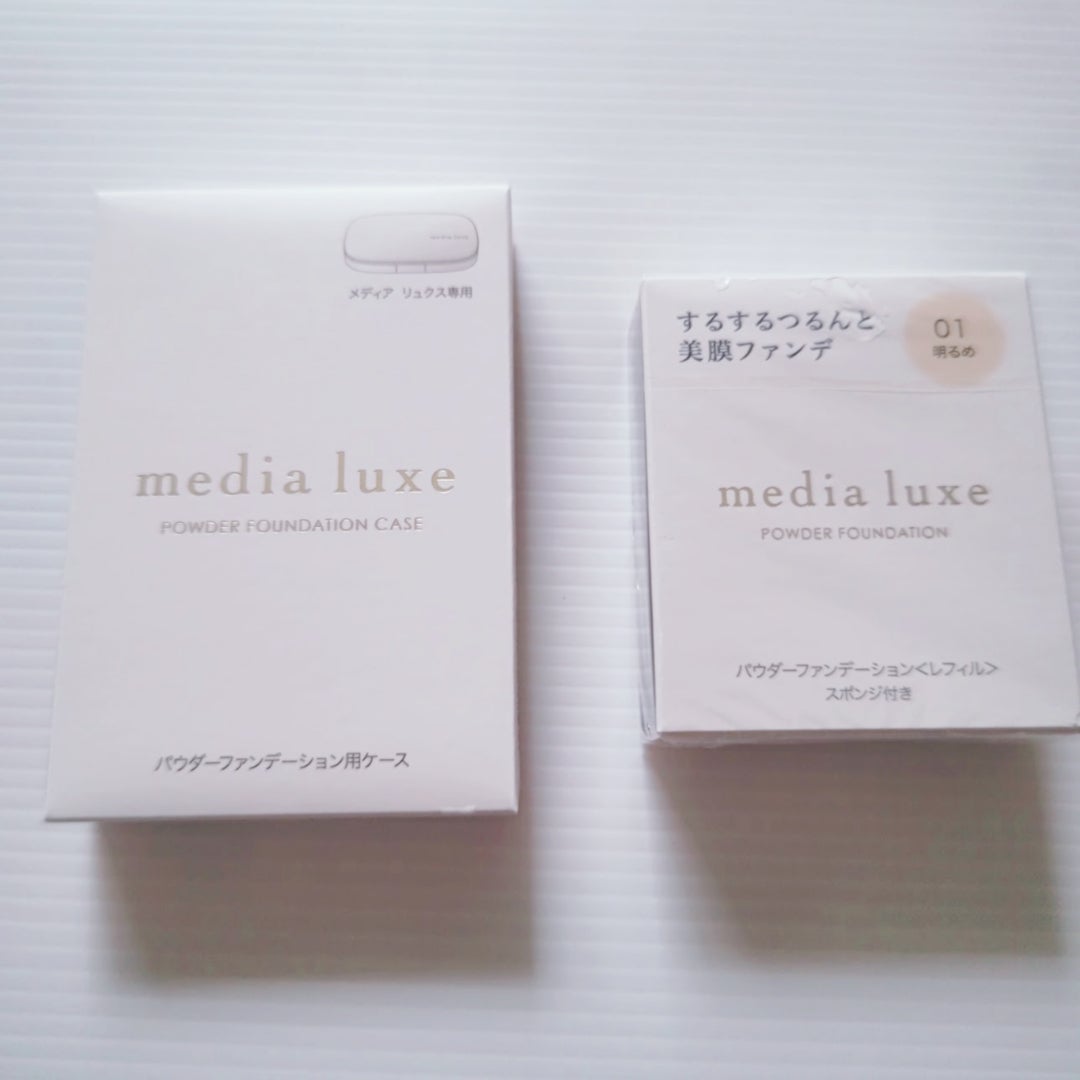 メディア リュクス専用
media luxe
POWDER FOUNDATION CASE
パウダーファンデーション用ケース
するするつるんと
美膜ファンデ
01
明るめ
media luxe
POWDER FOUNDATION
パウダーファンデーション<レフィル>
スポンジ付き